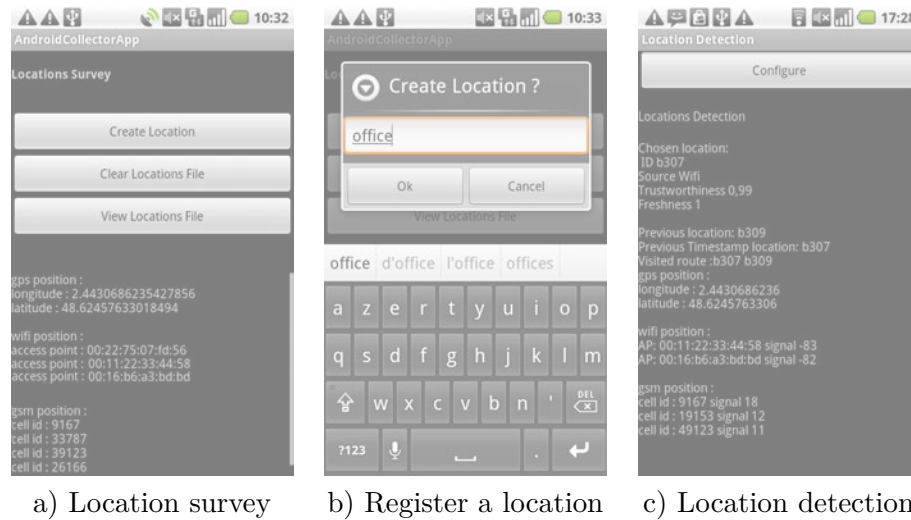 10:32
AndroidCollectorApp
Locations Survey
Create Location
Clear Locations File
View Locations File
gps position :
longitude : 2.4430686235427856
latitude : 48.62457633018494
wifi position :
access point : 00:22:75:07:fd:56
access point : 00:11:22:33:44:58
access point : 00:16:b6:a3:bd:bd
gsm position :
cell id : 9167
cell id : 33787
cell id : 39123
cell id : 26166
a) Location survey
10:33
AndroidCollectorApp
Create Location ?
office
Ok
Cancel
View Locations File
office d'office l'office offices
a z e r t y u i o p
q s d f g h j k l m
w x c v b n ' DEL
?123 .
b) Register a location
17:28
Location Detection
Configure
Locations Detection
Chosen location:
ID b307
Source Wifi
Trustworthiness 0,99
Freshness 1
Previous location: b309
Previous Timestamp location: b307
Visited route :b307 b309
gps position :
longitude : 2.4430686236
latitude : 48.6245763306
wifi position :
AP: 00:11:22:33:44:58 signal -83
AP: 00:16:b6:a3:bd:bd signal -82
gsm position :
cell id : 9167 signal 18
cell id : 19153 signal 12
cell id : 49123 signal 11
c) Location detection